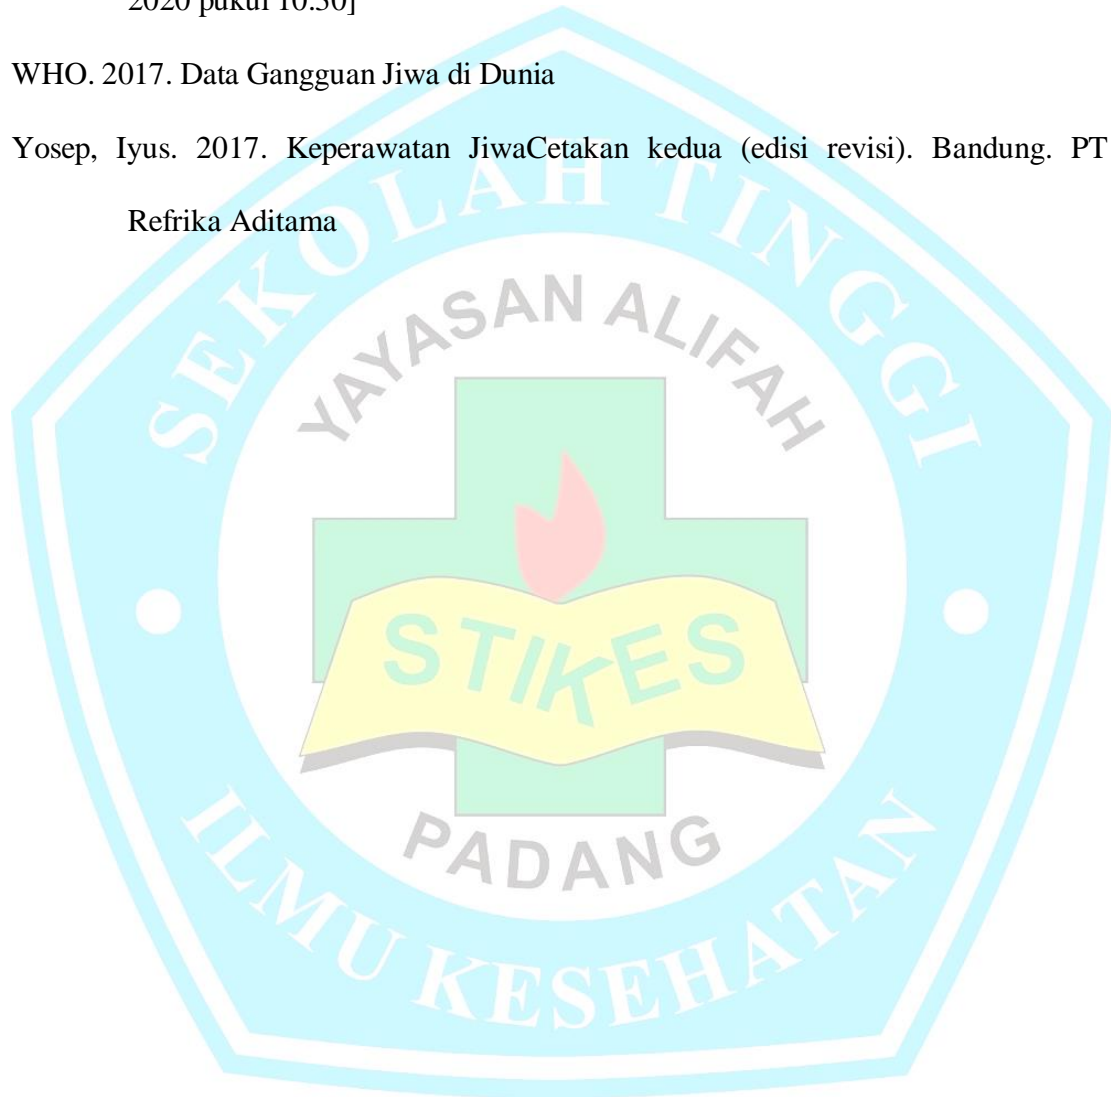 2020 pukul 10.30]
WHO. 2017. Data Gangguan Jiwa di Dunia
Yosep, Iyus. 2017. Keperawatan JiwaCetakan kedua (edisi revisi). Bandung. PT
Refrika Aditama
SEKOLAH TINGGI
YAYASAN ALIFAH
STIKES
PADANG
ILMU KESEHATAN